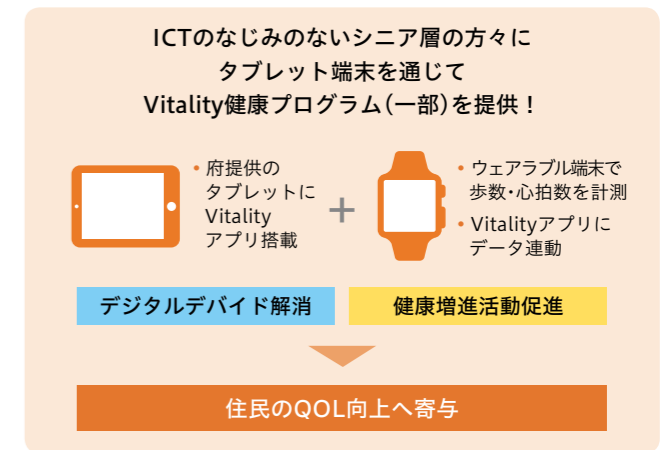 ICTのなじみのないシニア層の方々に
タブレット端末を通じて
Vitality健康プログラム（一部）を提供！
・府提供の
タブレットに
Vitality
アプリ搭載
+
・ウェアラブル端末で
歩数・心拍数を計測
・Vitalityアプリに
データ連動
デジタルデバイド解消
健康増進活動促進
住民のQOL向上へ寄与